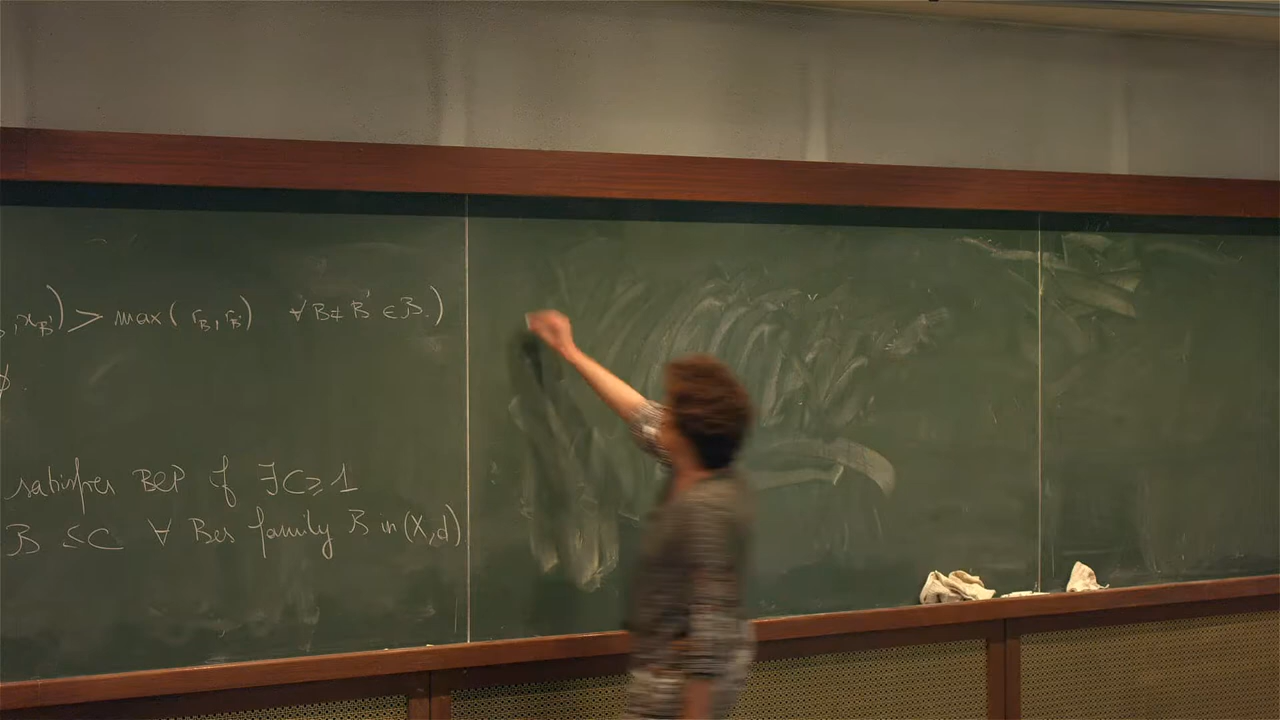 , x_B') > max( r_B, r_B') ∀ B ≠ B' ∈ ℬ.)
φ.
satisfies BCP if ∃ C ≥ 1
ℬ ≤ C ∀ Bes family ℬ in (X,d)